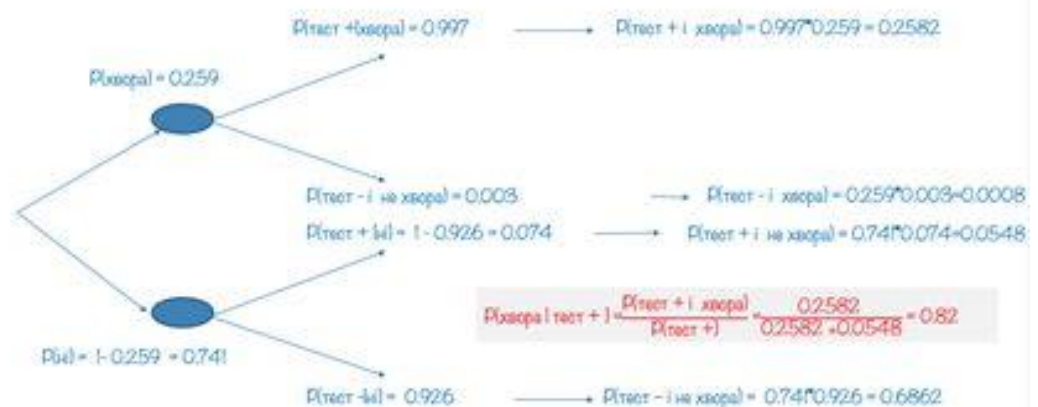 P(тест +|хвора) = 0.997
P(тест + і хвора) = 0.997*0.259 = 0.2582
P(хвора) = 0.259
P(тест - і не хвора) = 0.003
P(тест - і хвора) = 0.259*0.003=0.0008
P(тест + |ні) = 1 - 0.926 = 0.074
P(тест + і не хвора) = 0.741*0.074=0.0548
P(хвора | тест + ) = P(тест + і хвора) / P(тест +) = 0.2582 / 0.2582 +0.0548 = 0.82
P(ні) = 1- 0.259 = 0.741
P(тест -|ні) = 0.926
P(тест - і не хвора) = 0.741*0.926 = 0.6862